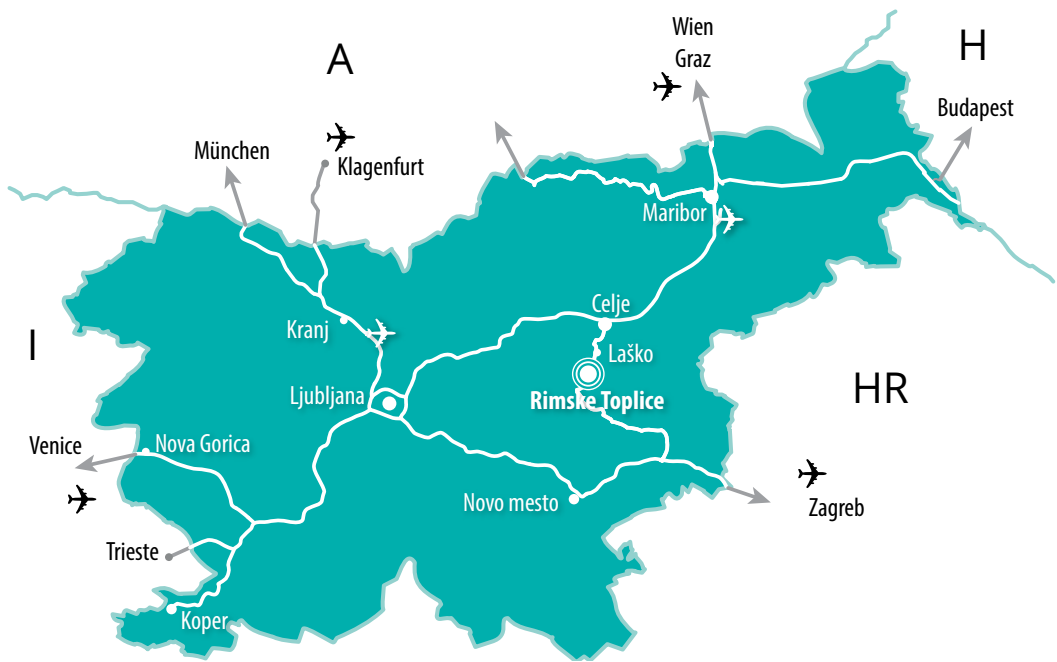 Wien
Graz
A
H
Budapest
München
Klagenfurt
Maribor
Celje
Kranj
Laško
I
Ljubljana
Rimske Toplice
HR
Venice
Nova Gorica
Novo mesto
Zagreb
Trieste
Koper